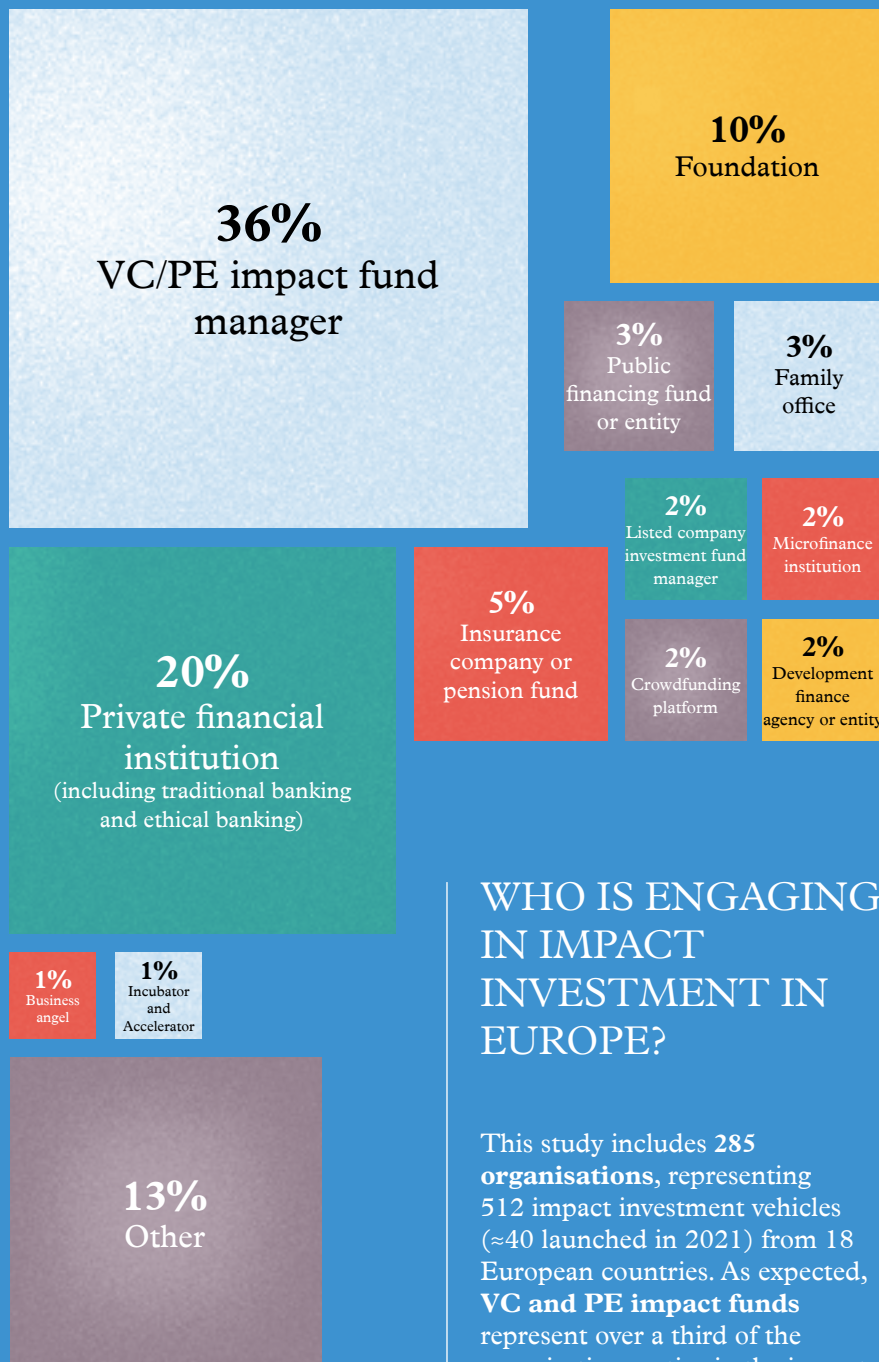 36%
VC/PE impact fund
manager
10%
Foundation
3%
Public
financing fund
or entity
3%
Family
office
2%
Listed company
investment fund
manager
2%
Microfinance
institution
5%
Insurance
company or
pension fund
2%
Crowdfunding
platform
2%
Development
finance
agency or entity
20%
Private financial
institution
(including traditional banking
and ethical banking)
1%
Business
angel
1%
Incubator
and
Accelerator
13%
Other
WHO IS ENGAGING
IN IMPACT
INVESTMENT IN
EUROPE?
This study includes 285
organisations, representing
512 impact investment vehicles
(≈40 launched in 2021) from 18
European countries. As expected,
VC and PE impact funds
represent over a third of the